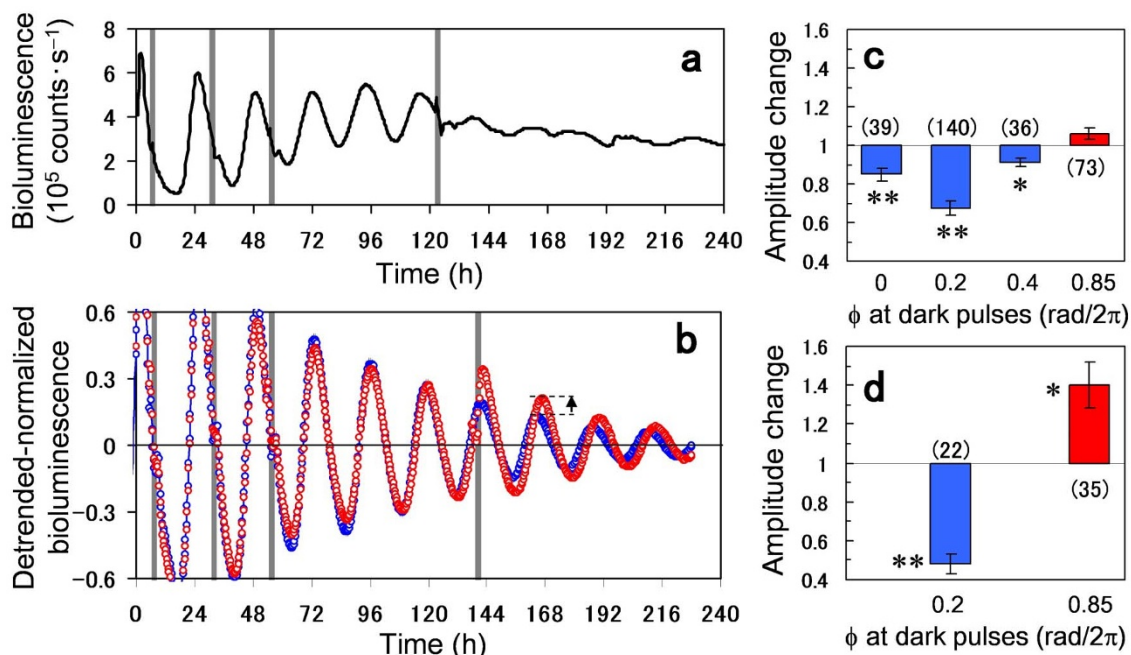 a
Bioluminescence
(10⁵ counts·s⁻¹)
8
6
4
2
0
0 24 48 72 96 120 144 168 192 216 240
Time (h)
b
Detrended-normalized
bioluminescence
0.6
0.3
0
−0.3
−0.6
0 24 48 72 96 120 144 168 192 216 240
Time (h)
c
Amplitude change
1.6
1.4
1.2
1
0.8
0.6
0.4
(39) (140) (36)
(73)
** ** *
0 0.2 0.4 0.85
ϕ at dark pulses (rad/2π)
d
Amplitude change
1.6
1.4
1.2
1
0.8
0.6
0.4
*
(22)
(35)
**
0.2 0.85
ϕ at dark pulses (rad/2π)